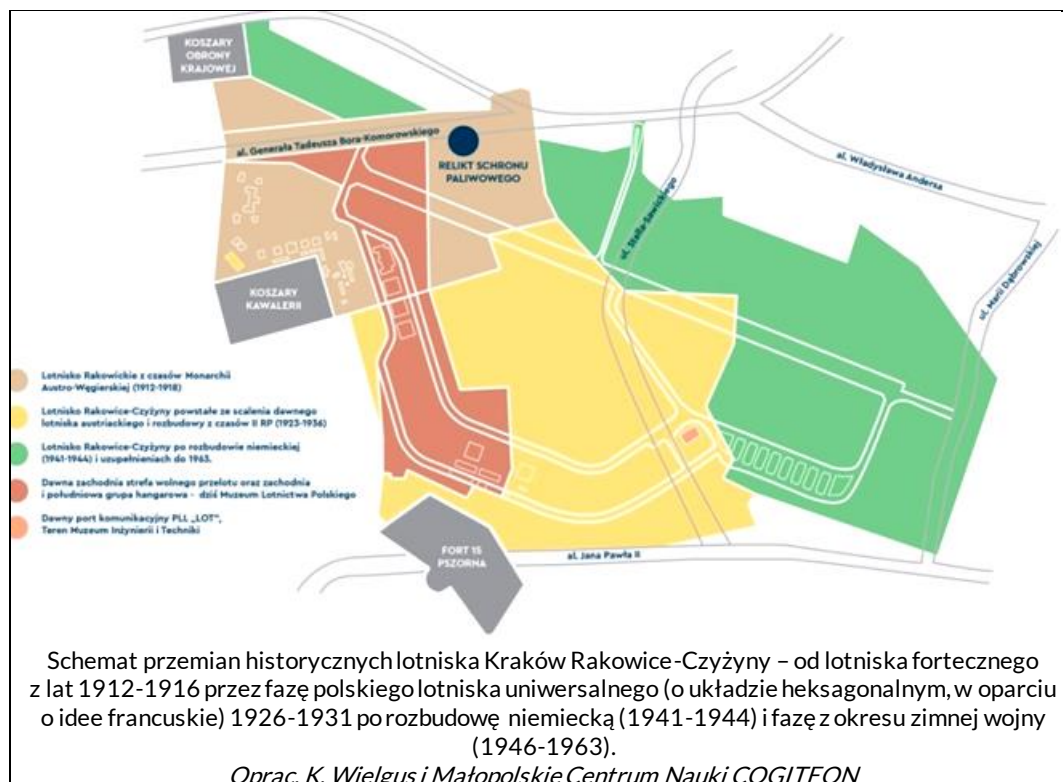 KOSZARY
OBRONY
KRAJOWEJ
al. Generała Tadeusza Bora-Komorowskiego
RELIKT SCHRONU
PALIWOWEGO
al. Władysława Andersa
ul. Stella-Sawickiego
ul. Marii Dąbrowskiej
KOSZARY
KAWALERII
Lotnisko Rakowickie z czasów Monarchii
Austro-Węgierskiej (1912-1918)
Lotnisko Rakowice-Czyżyny powstałe ze scalenia dawnego
lotniska austriackiego i rozbudowy z czasów II RP (1923-1936)
Lotnisko Rakowice-Czyżyny po rozbudowie niemieckiej
(1941-1944) i uzupełnieniach do 1963.
Dawna zachodnia strefa wolnego przelotu oraz zachodnia
i południowa grupa hangarowa - dziś Muzeum Lotnictwa Polskiego
Dawny port komunikacyjny PLL „LOT",
Teren Muzeum Inżynierii i Techniki
FORT 15
PSZORNA
al. Jana Pawła II
Schemat przemian historycznych lotniska Kraków Rakowice-Czyżyny – od lotniska fortecznego
z lat 1912-1916 przez fazę polskiego lotniska uniwersalnego (o układzie heksagonalnym, w oparciu
o idee francuskie) 1926-1931 po rozbudowę niemiecką (1941-1944) i fazę z okresu zimnej wojny
(1946-1963).
Oprac. K. Wielgus i Małopolskie Centrum Nauki COGITEON